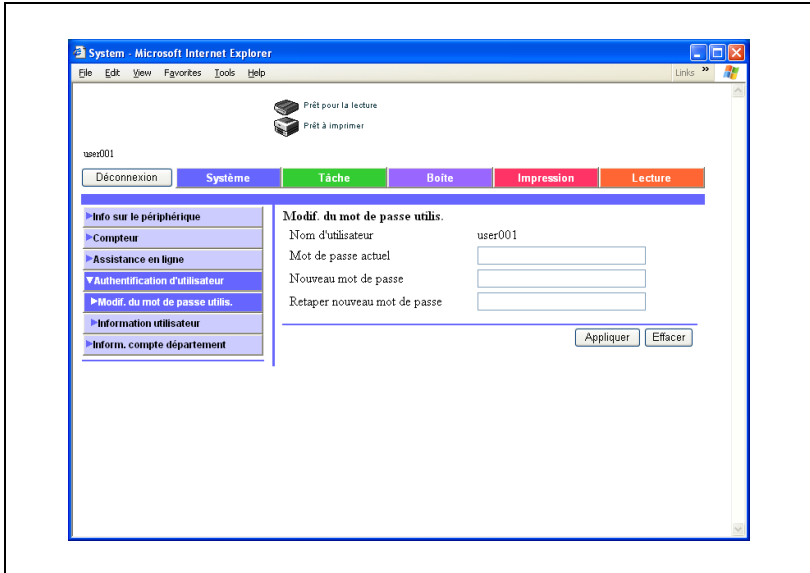 System - Microsoft Internet Explorer
File Edit View Favorites Tools Help Links »
Prêt pour la lecture
Prêt à imprimer
user001
Déconnexion Système Tâche Boîte Impression Lecture
Info sur le périphérique
Compteur
Assistance en ligne
Authentification d'utilisateur
Modif. du mot de passe utilis.
Information utilisateur
Inform. compte département
Modif. du mot de passe utilis.
Nom d'utilisateur user001
Mot de passe actuel
Nouveau mot de passe
Retaper nouveau mot de passe
Appliquer Effacer